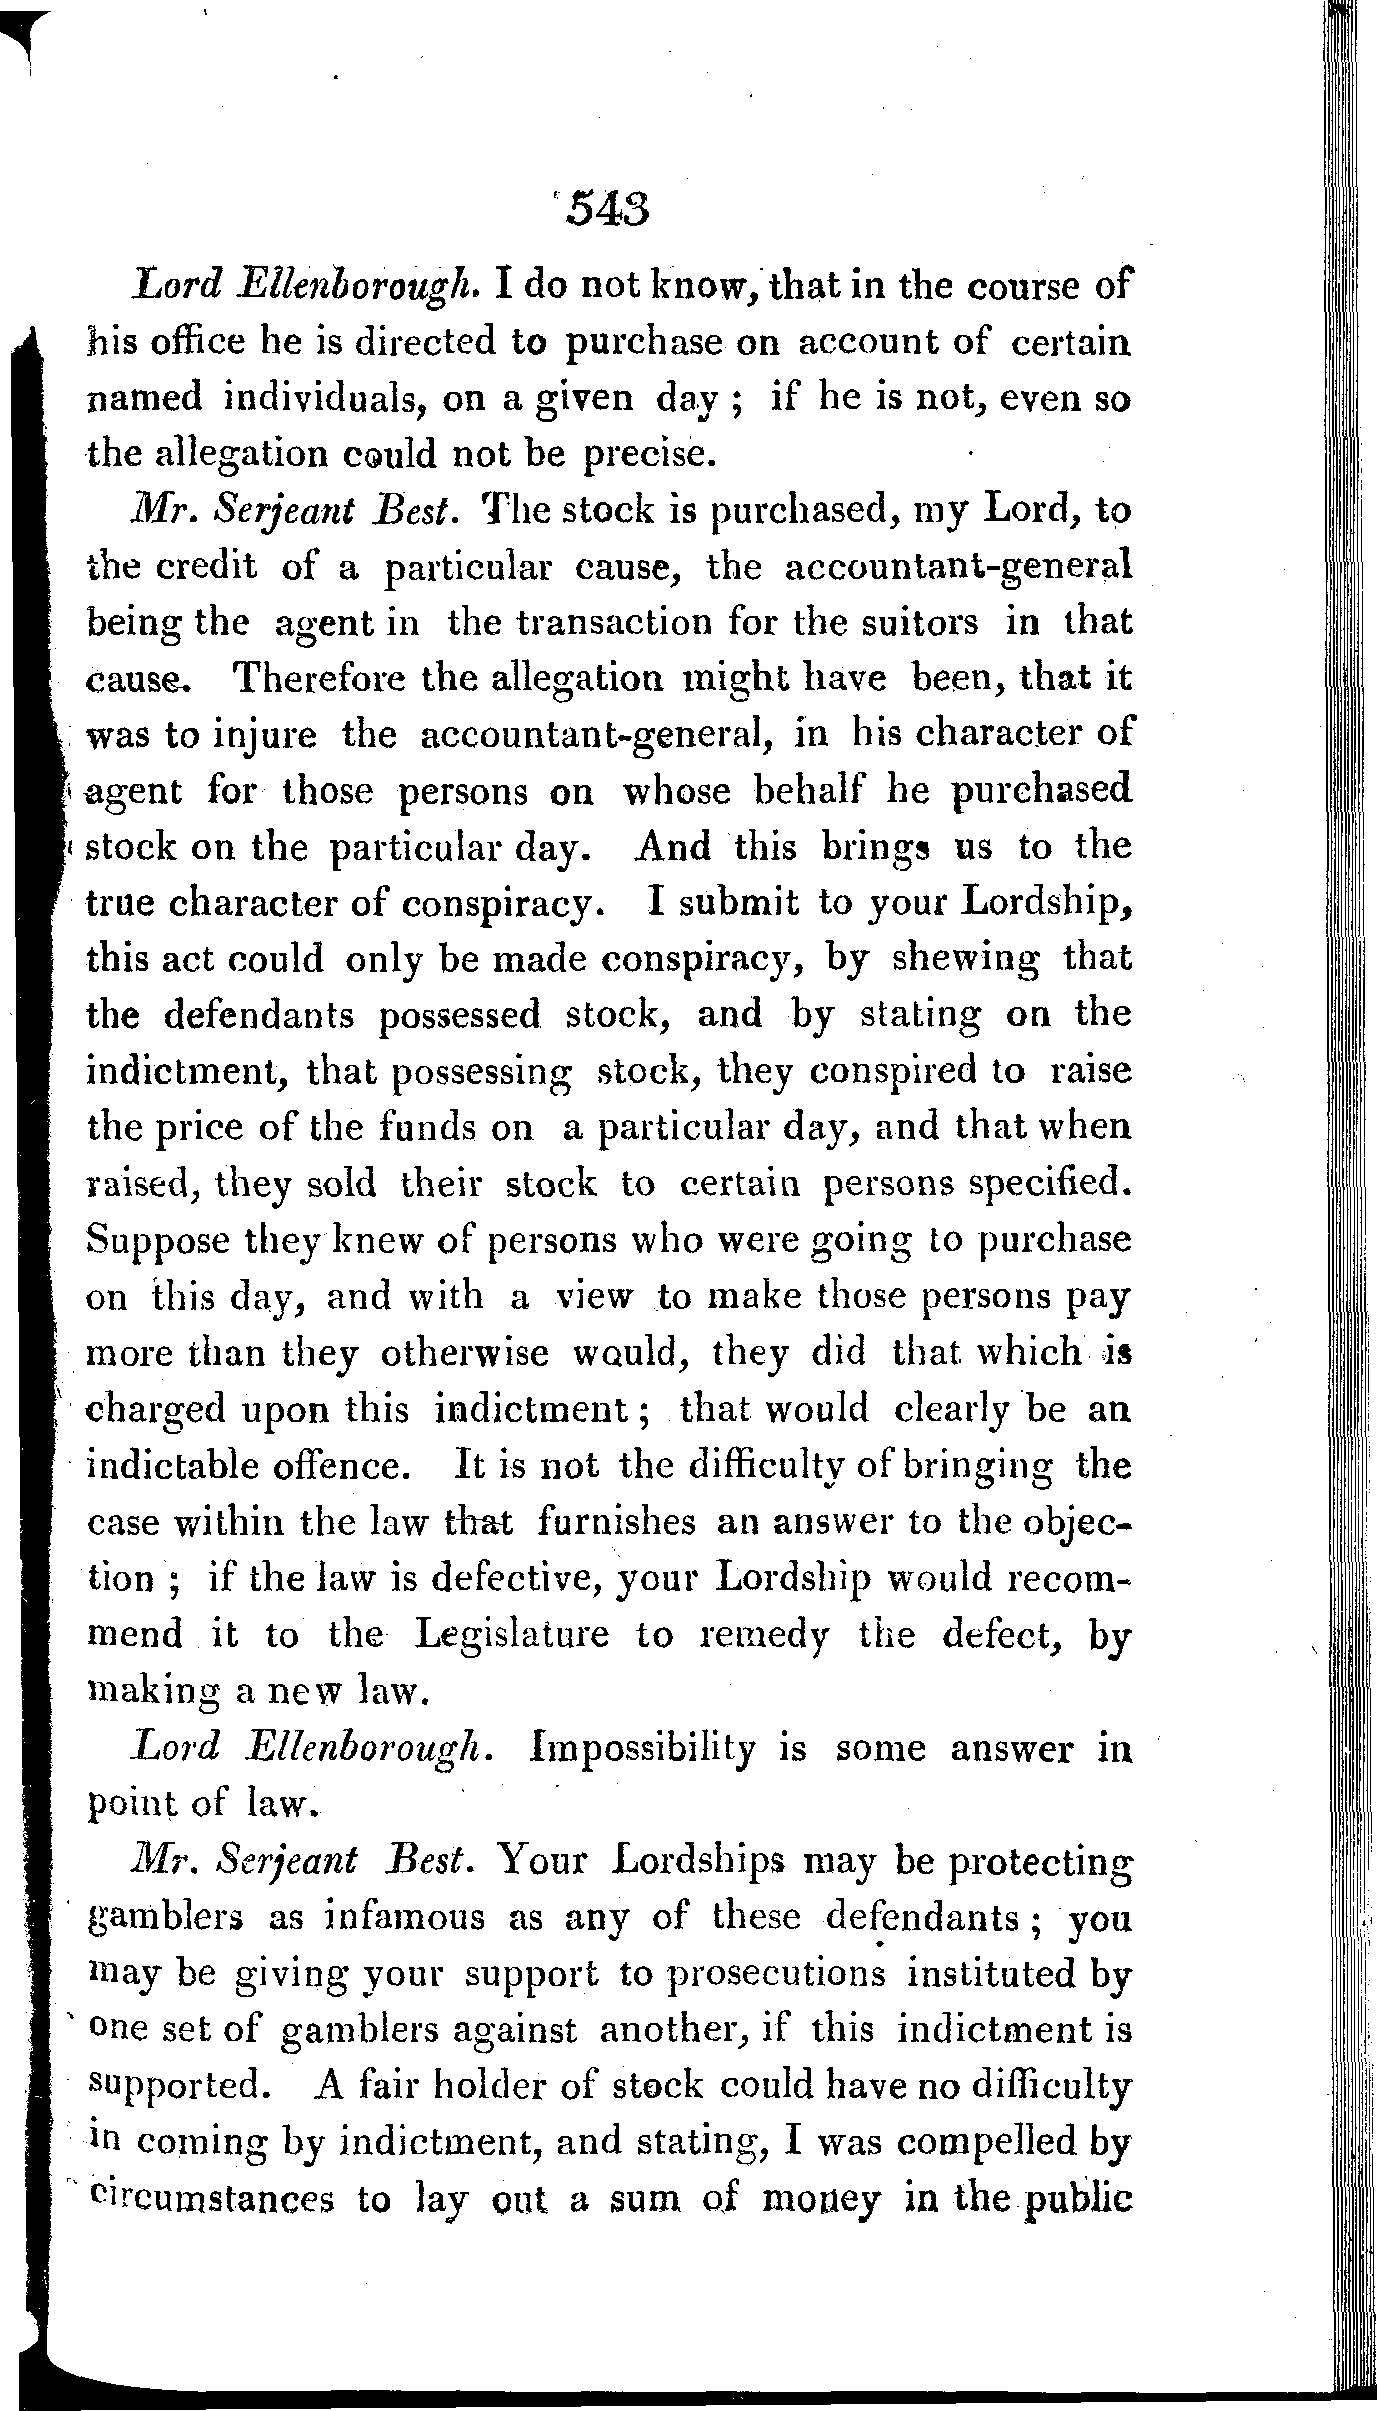 543
Lord Ellenborough. I do not know, that in the course of
his office he is directed to purchase on account of certain
named individuals, on a given day ; if he is not, even so
the allegation could not be precise.
Mr. Serjeant Best. The stock is purchased, my Lord, to
the credit of a particular cause, the accountant-general
being the agent in the transaction for the suitors in that
cause. Therefore the allegation might have been, that it
was to injure the accountant-general, in his character of
agent for those persons on whose behalf he purchased
stock on the particular day. And this brings us to the
true character of conspiracy. I submit to your Lordship,
this act could only be made conspiracy, by shewing that
the defendants possessed stock, and by stating on the
indictment, that possessing stock, they conspired to raise
the price of the funds on a particular day, and that when
raised, they sold their stock to certain persons specified.
Suppose they knew of persons who were going to purchase
on this day, and with a view to make those persons pay
more than they otherwise would, they did that which is
charged upon this indictment ; that would clearly be an
indictable offence. It is not the difficulty of bringing the
case within the law that furnishes an answer to the objec-
tion ; if the law is defective, your Lordship would recom-
mend it to the Legislature to remedy the defect, by
making a new law.
Lord Ellenborough. Impossibility is some answer in
point of law.
Mr. Serjeant Best. Your Lordships may be protecting
gamblers as infamous as any of these defendants ; you
may be giving your support to prosecutions instituted by
one set of gamblers against another, if this indictment is
supported. A fair holder of stock could have no difficulty
in coming by indictment, and stating, I was compelled by
circumstances to lay out a sum of money in the public